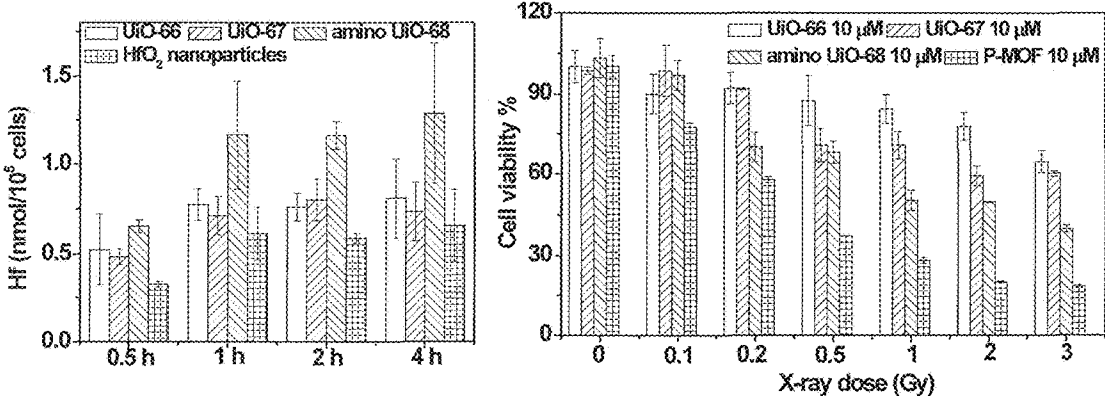 UiO-66 UiO-67 amino UiO-68
HfO₂ nanoparticles
1.5
1.0
0.5
0.0
Hf (nmol/10⁵ cells)
0.5 h 1 h 2 h 4 h
UiO-66 10 µM UiO-67 10 µM
amino UiO-68 10 µM P-MOF 10 µM
120
90
60
30
0
Cell viability %
0 0.1 0.2 0.5 1 2 3
X-ray dose (Gy)